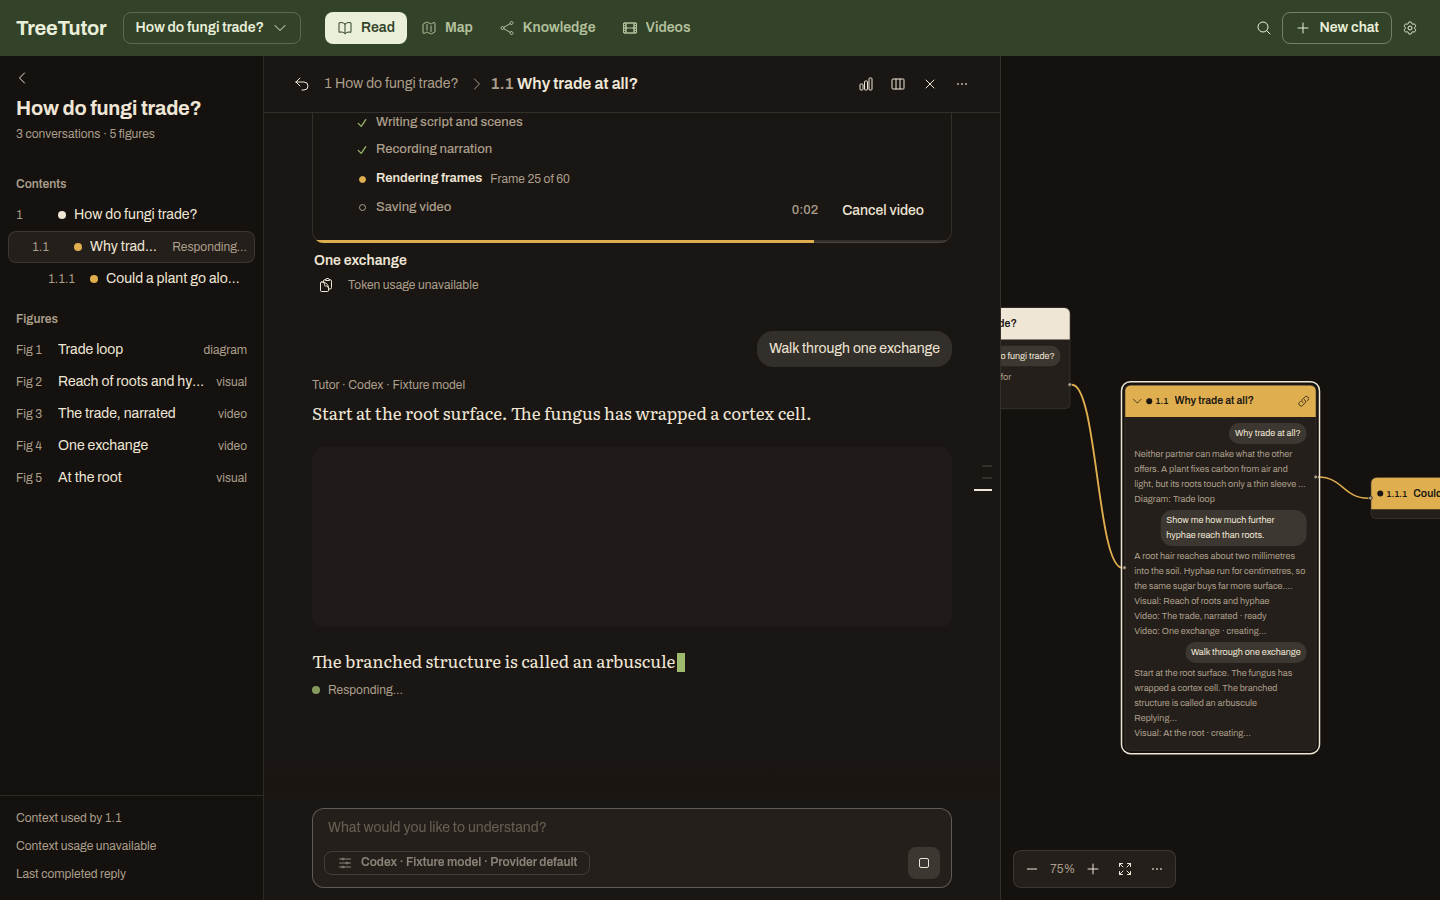 TreeTutor
How do fungi trade?
Read
Map
Knowledge
Videos
New chat
How do fungi trade?
3 conversations · 5 figures
Contents
1 How do fungi trade?
1.1 Why trad... Responding...
1.1.1 Could a plant go alo...
Figures
Fig 1 Trade loop diagram
Fig 2 Reach of roots and hy... visual
Fig 3 The trade, narrated video
Fig 4 One exchange video
Fig 5 At the root visual
Context used by 1.1
Context usage unavailable
Last completed reply
1 How do fungi trade? 1.1 Why trade at all?
Writing script and scenes
Recording narration
Rendering frames Frame 25 of 60
Saving video
0:02 Cancel video
One exchange
Token usage unavailable
Walk through one exchange
Tutor · Codex · Fixture model
Start at the root surface. The fungus has wrapped a cortex cell.
The branched structure is called an arbuscule
Responding...
What would you like to understand?
Codex · Fixture model · Provider default
de?
o fungi trade?
for
1.1 Why trade at all?
Why trade at all?
Neither partner can make what the other
offers. A plant fixes carbon from air and
light, but its roots touch only a thin sleeve ...
Diagram: Trade loop
Show me how much further
hyphae reach than roots.
A root hair reaches about two millimetres
into the soil. Hyphae run for centimetres, so
the same sugar buys far more surface....
Visual: Reach of roots and hyphae
Video: The trade, narrated · ready
Video: One exchange · creating...
Walk through one exchange
Start at the root surface. The fungus has
wrapped a cortex cell. The branched
structure is called an arbuscule
Replying...
Visual: At the root · creating...
1.1.1 Could
75%